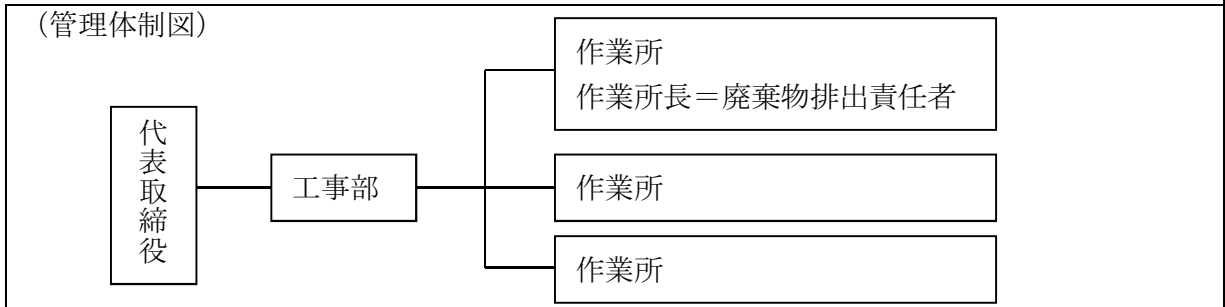 （管理体制図）
代表取締役
工事部
作業所
作業所長＝廃棄物排出責任者
作業所
作業所